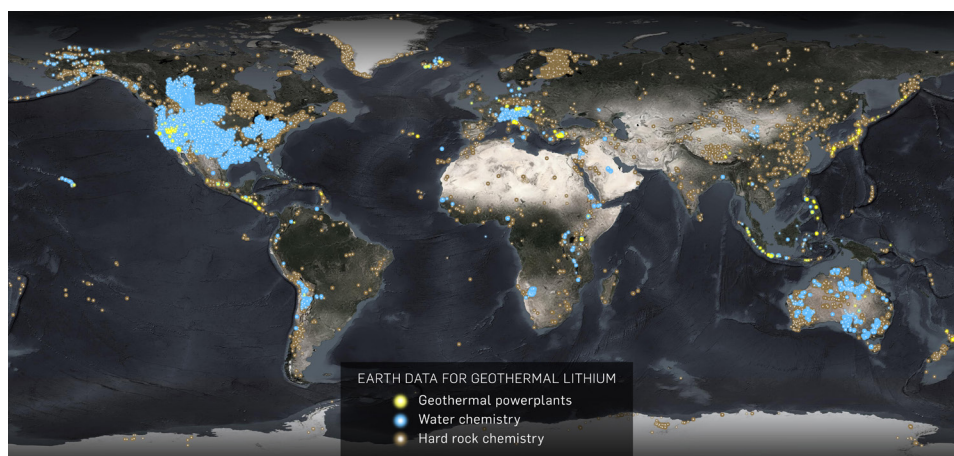 EARTH DATA FOR GEOTHERMAL LITHIUM
Geothermal powerplants
Water chemistry
Hard rock chemistry